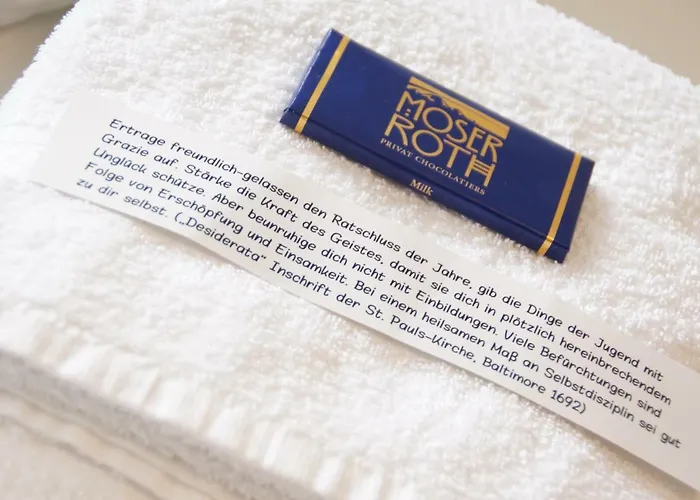 MOSER
ROTH
PRIVAT CHOCOLATIERS
Milk
Ertrage freundlich-gelassen den Ratschluss der Jahre, gib die Dinge der Jugend mit
Grazie auf. Stärke die Kraft des Geistes, damit sie dich in plötzlich hereinbrechendem
Unglück schütze. Aber beunruhige dich nicht mit Einbildungen. Viele Befürchtungen sind
Folge von Erschöpfung und Einsamkeit. Bei einem heilsamen Maß an Selbstdisziplin sei gut
zu dir selbst. („Desiderata“ Inschrift der St. Pauls-Kirche, Baltimore 1692)